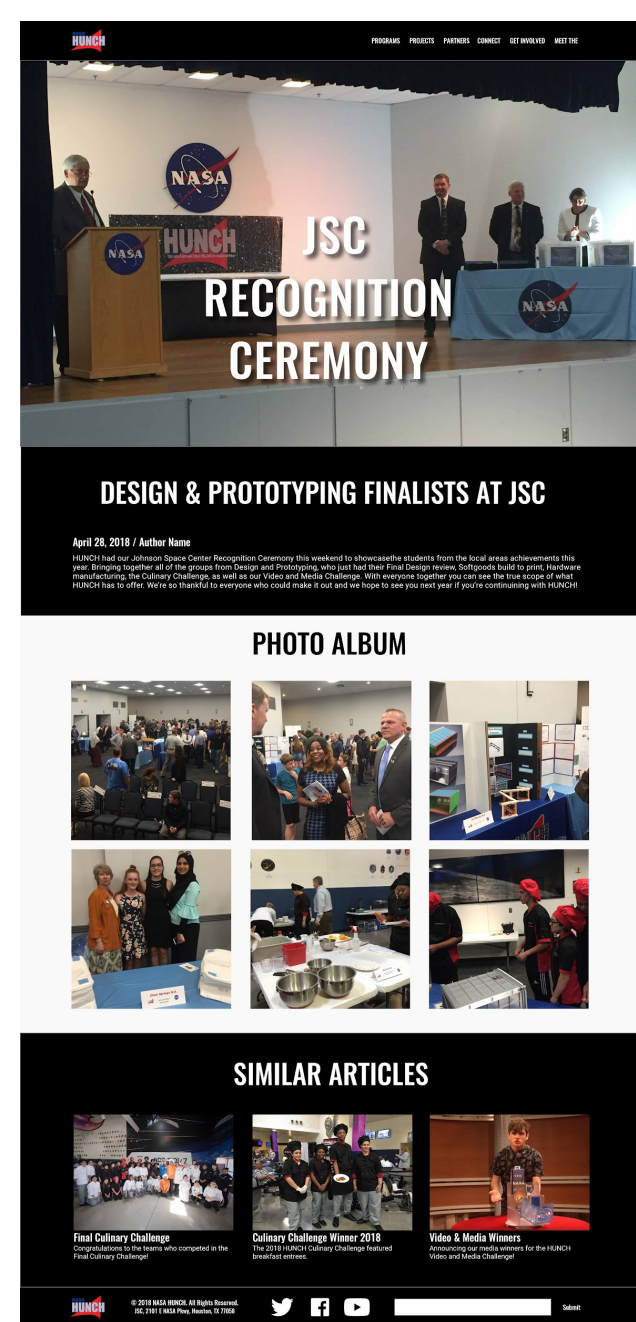 NASA
HUNCH
PROGRAMS PROJECTS PARTNERS CONNECT GET INVOLVED MEET THE
NASA
HUNCH
NASA
NASA
JSC
RECOGNITION
CEREMONY
DESIGN & PROTOTYPING FINALISTS AT JSC
April 28, 2018 / Author Name
HUNCH had our Johnson Space Center Recognition Ceremony this weekend to showcasethe students from the local areas achievements this
year. Bringing together all of the groups from Design and Prototyping, who just had their Final Design review, Softgoods build to print, Hardware
manufacturing, the Culinary Challenge, as well as our Video and Media Challenge. With everyone together you can see the true scope of what
HUNCH has to offer. We're so thankful to everyone who could make it out and we hope to see you next year if you're continuining with HUNCH!
PHOTO ALBUM
HUNCH
SIMILAR ARTICLES
Final Culinary Challenge
Congratulations to the teams who competed in the
Final Culinary Challenge!
Culinary Challenge Winner 2018
The 2018 HUNCH Culinary Challenge featured
breakfast entrees.
Video & Media Winners
Announcing our media winners for the HUNCH
Video and Media Challenge!
NASA
HUNCH
© 2018 NASA HUNCH. All Rights Reserved.
JSC, 2101 E NASA Pkwy, Houston, TX 77058
Submit